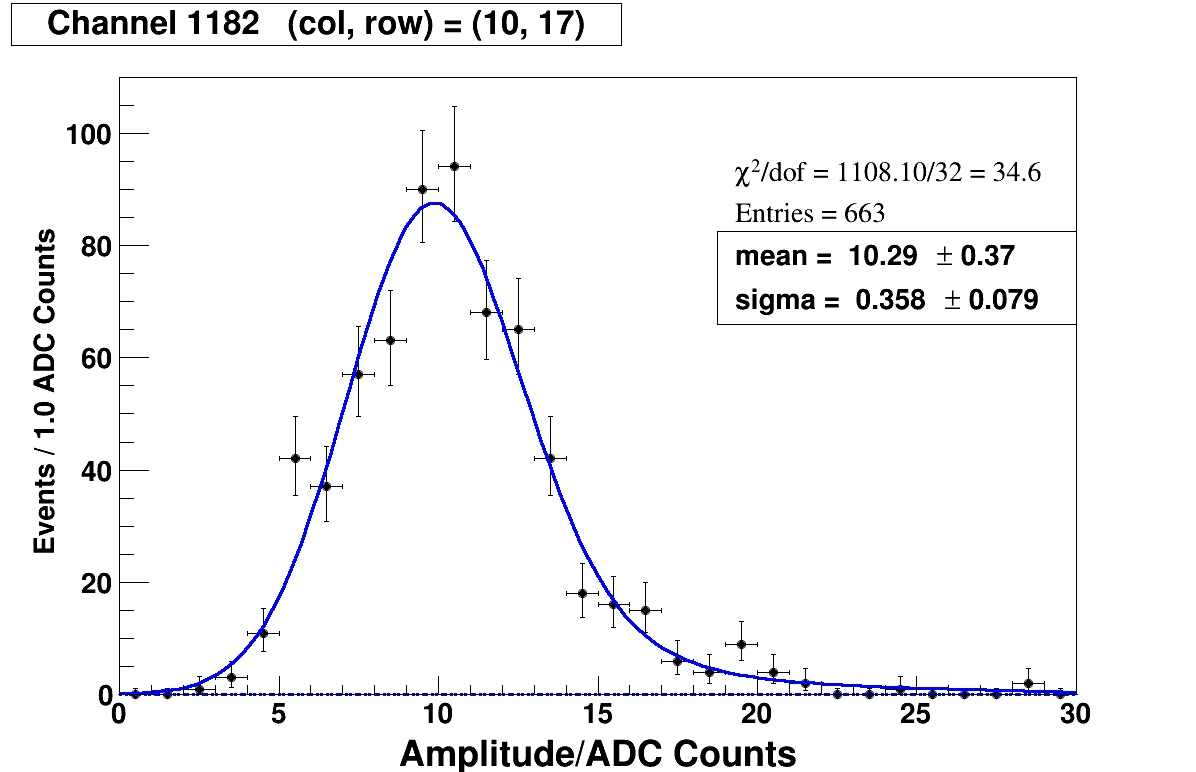 Channel 1182 (col, row) = (10, 17)
χ²/dof = 1108.10/32 = 34.6
Entries = 663
mean = 10.29 ± 0.37
sigma = 0.358 ± 0.079
Events / 1.0 ADC Counts
100
80
60
40
20
0
0 5 10 15 20 25 30
Amplitude/ADC Counts